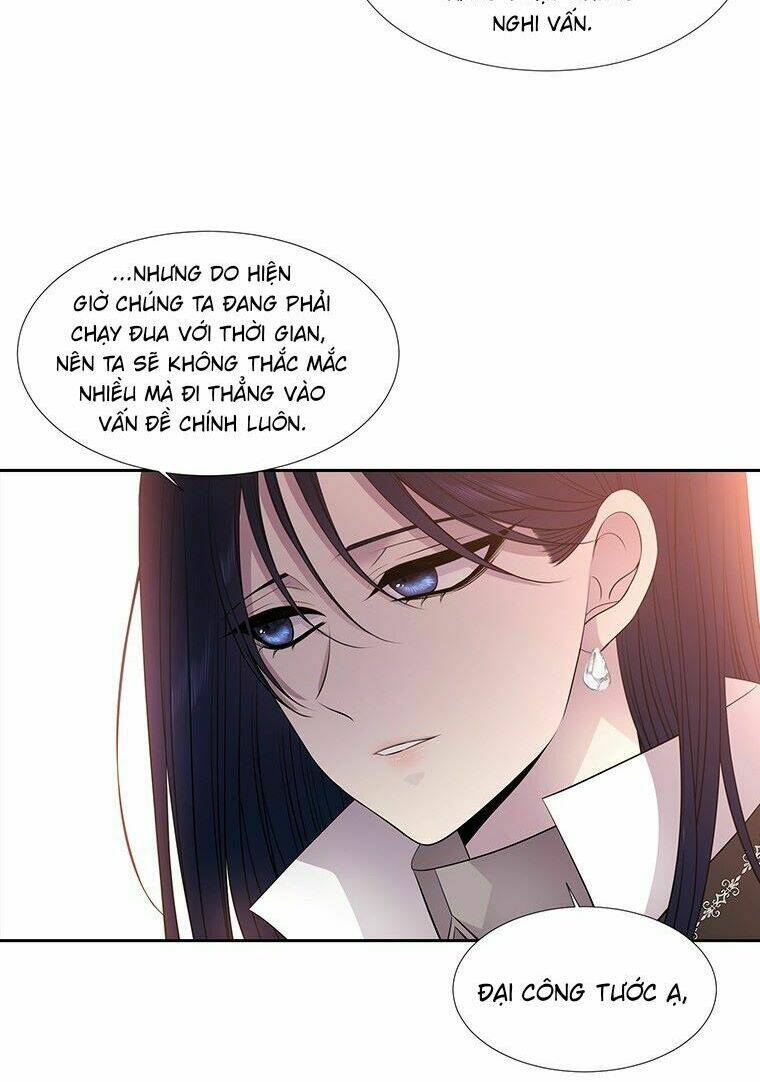 NGHI VẤN.
...NHƯNG DO HIỆN
GIỜ CHÚNG TA ĐANG PHẢI
CHẠY ĐUA VỚI THỜI GIAN,
NÊN TA SẼ KHÔNG THẮC MẮC
NHIỀU MÀ ĐI THẲNG VÀO
VẤN ĐỀ CHÍNH LUÔN.
ĐẠI CÔNG TƯỚC Ạ,